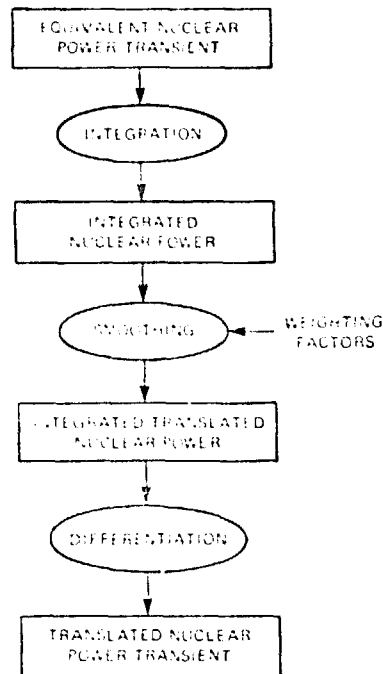 EQUIVALENT NUCLEAR
POWER TRANSIENT
INTEGRATION
INTEGRATED
NUCLEAR POWER
SMOOTHING
WEIGHTING
FACTORS
INTEGRATED TRANSLATED
NUCLEAR POWER
DIFFERENTIATION
TRANSLATED NUCLEAR
POWER TRANSIENT